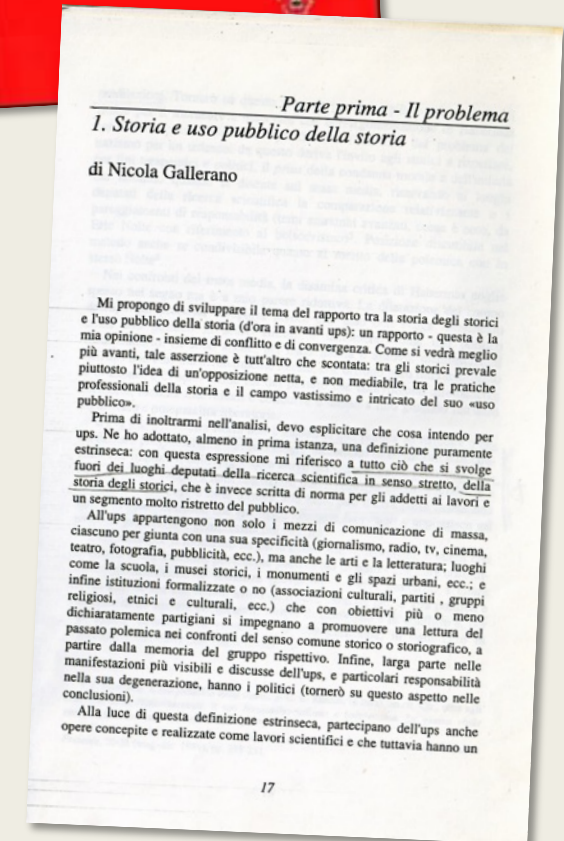 Parte prima - Il problema
1. Storia e uso pubblico della storia
di Nicola Gallerano
Mi propongo di sviluppare il tema del rapporto tra la storia degli storici
e l'uso pubblico della storia (d'ora in avanti ups): un rapporto - questa è la
mia opinione - insieme di conflitto e di convergenza. Come si vedrà meglio
più avanti, tale asserzione è tutt'altro che scontata: tra gli storici prevale
piuttosto l'idea di un'opposizione netta, e non mediabile, tra le pratiche
professionali della storia e il campo vastissimo e intricato del suo «uso
pubblico».
Prima di inoltrarmi nell'analisi, devo esplicitare che cosa intendo per
ups. Ne ho adottato, almeno in prima istanza, una definizione puramente
estrinseca: con questa espressione mi riferisco a tutto ciò che si svolge
fuori dei luoghi deputati della ricerca scientifica in senso stretto, della
storia degli storici, che è invece scritta di norma per gli addetti ai lavori e
un segmento molto ristretto del pubblico.
All'ups appartengono non solo i mezzi di comunicazione di massa,
ciascuno per giunta con una sua specificità (giornalismo, radio, tv, cinema,
teatro, fotografia, pubblicità, ecc.), ma anche le arti e la letteratura; luoghi
come la scuola, i musei storici, i monumenti e gli spazi urbani, ecc.; e
infine istituzioni formalizzate o no (associazioni culturali, partiti , gruppi
religiosi, etnici e culturali, ecc.) che con obiettivi più o meno
dichiaratamente partigiani si impegnano a promuovere una lettura del
passato polemica nei confronti del senso comune storico o storiografico, a
partire dalla memoria del gruppo rispettivo. Infine, larga parte nelle
manifestazioni più visibili e discusse dell'ups, e particolari responsabilità
nella sua degenerazione, hanno i politici (tornerò su questo aspetto nelle
conclusioni).
Alla luce di questa definizione estrinseca, partecipano dell'ups anche
opere concepite e realizzate come lavori scientifici e che tuttavia hanno un
17